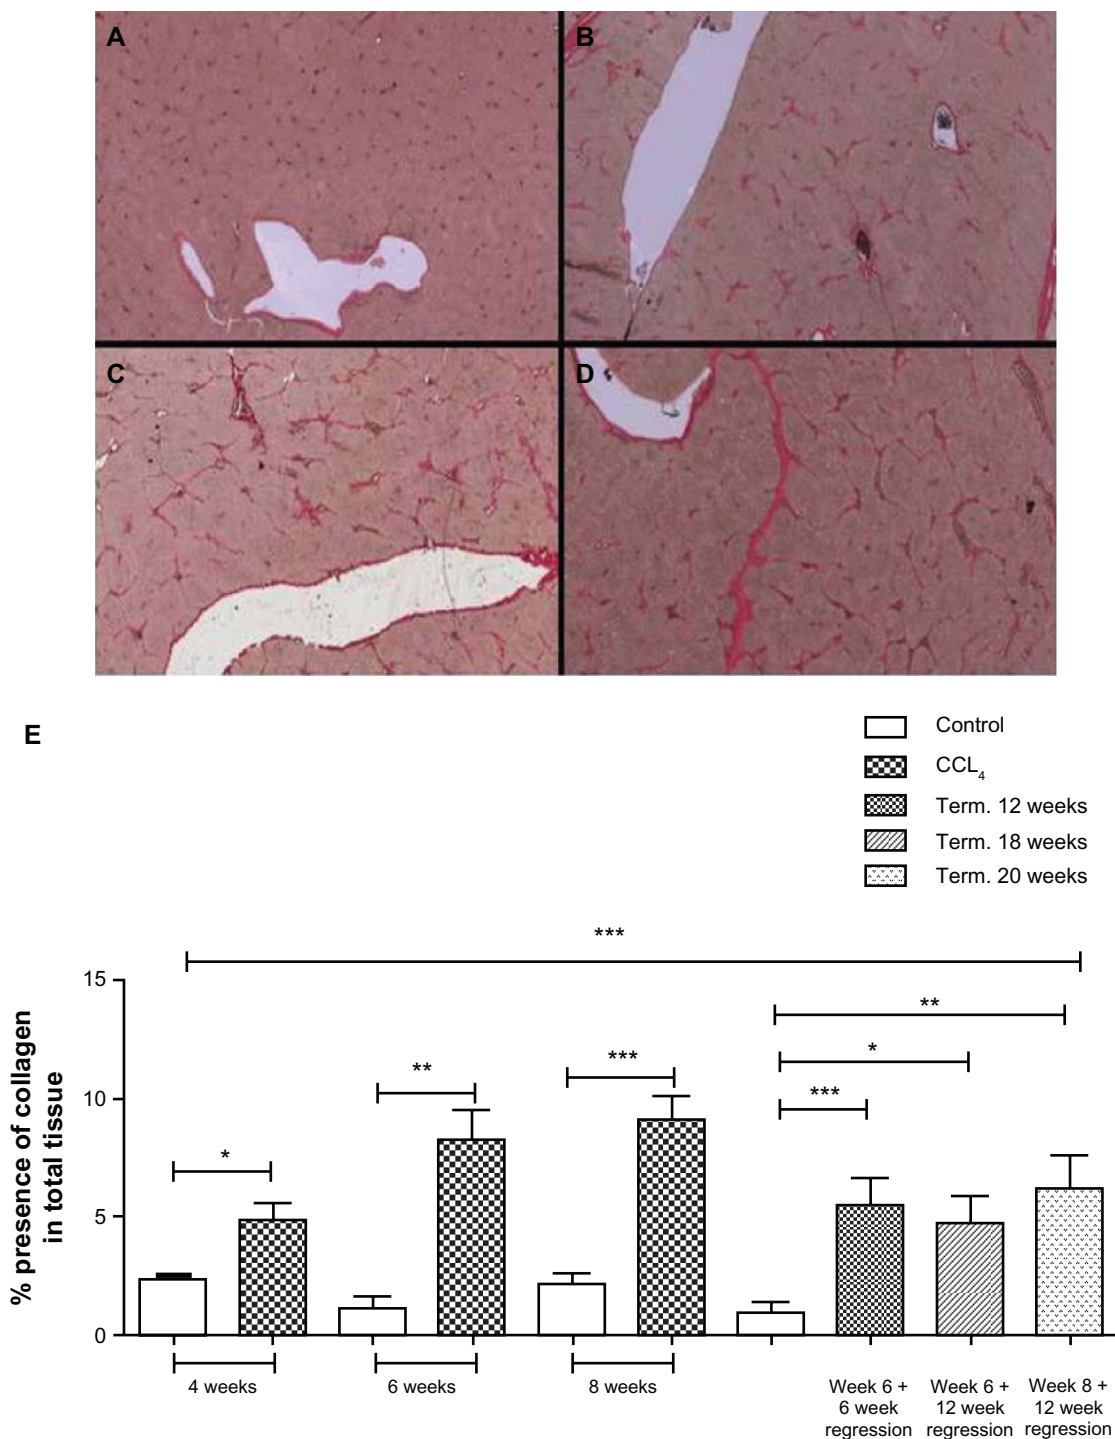 A
B
C
D
E
Control
CCL4
Term. 12 weeks
Term. 18 weeks
Term. 20 weeks
% presence of collagen
in total tissue
15
10
5
0
***
**
*
***
***
**
*
4 weeks
6 weeks
8 weeks
Week 6 +
6 week
regression
Week 6 +
12 week
regression
Week 8 +
12 week
regression